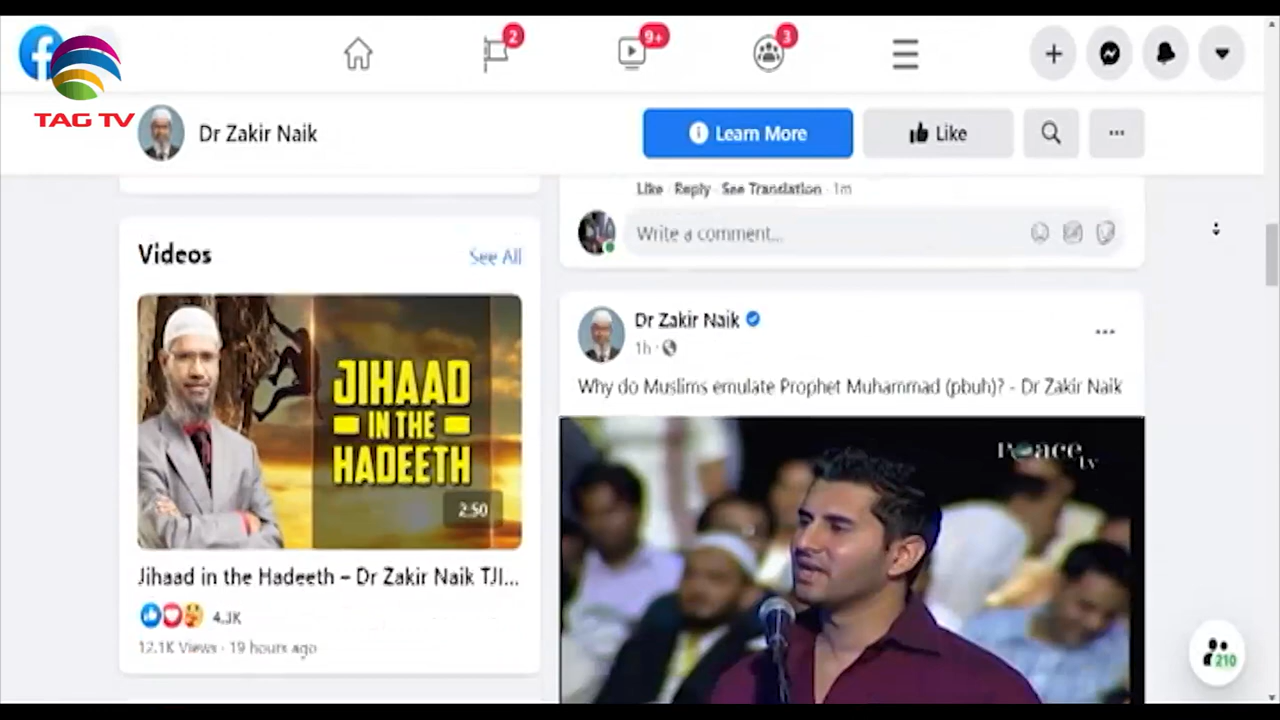 2
9+
3
TAG TV
Dr Zakir Naik
Learn More
Like
Like Reply See Translation 1m
Write a comment...
Videos
See All
JIHAAD
IN THE
HADEETH
2:50
Jihaad in the Hadeeth – Dr Zakir Naik TJI...
4.3K
12.1K Views · 19 hours ago
Dr Zakir Naik
1h
Why do Muslims emulate Prophet Muhammad (pbuh)? - Dr Zakir Naik
Peace tv
210